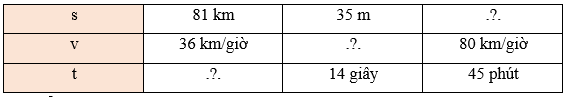 s 81 km 35 m .?.
v 36 km/giờ .?. 80 km/giờ
t .?. 14 giây 45 phút